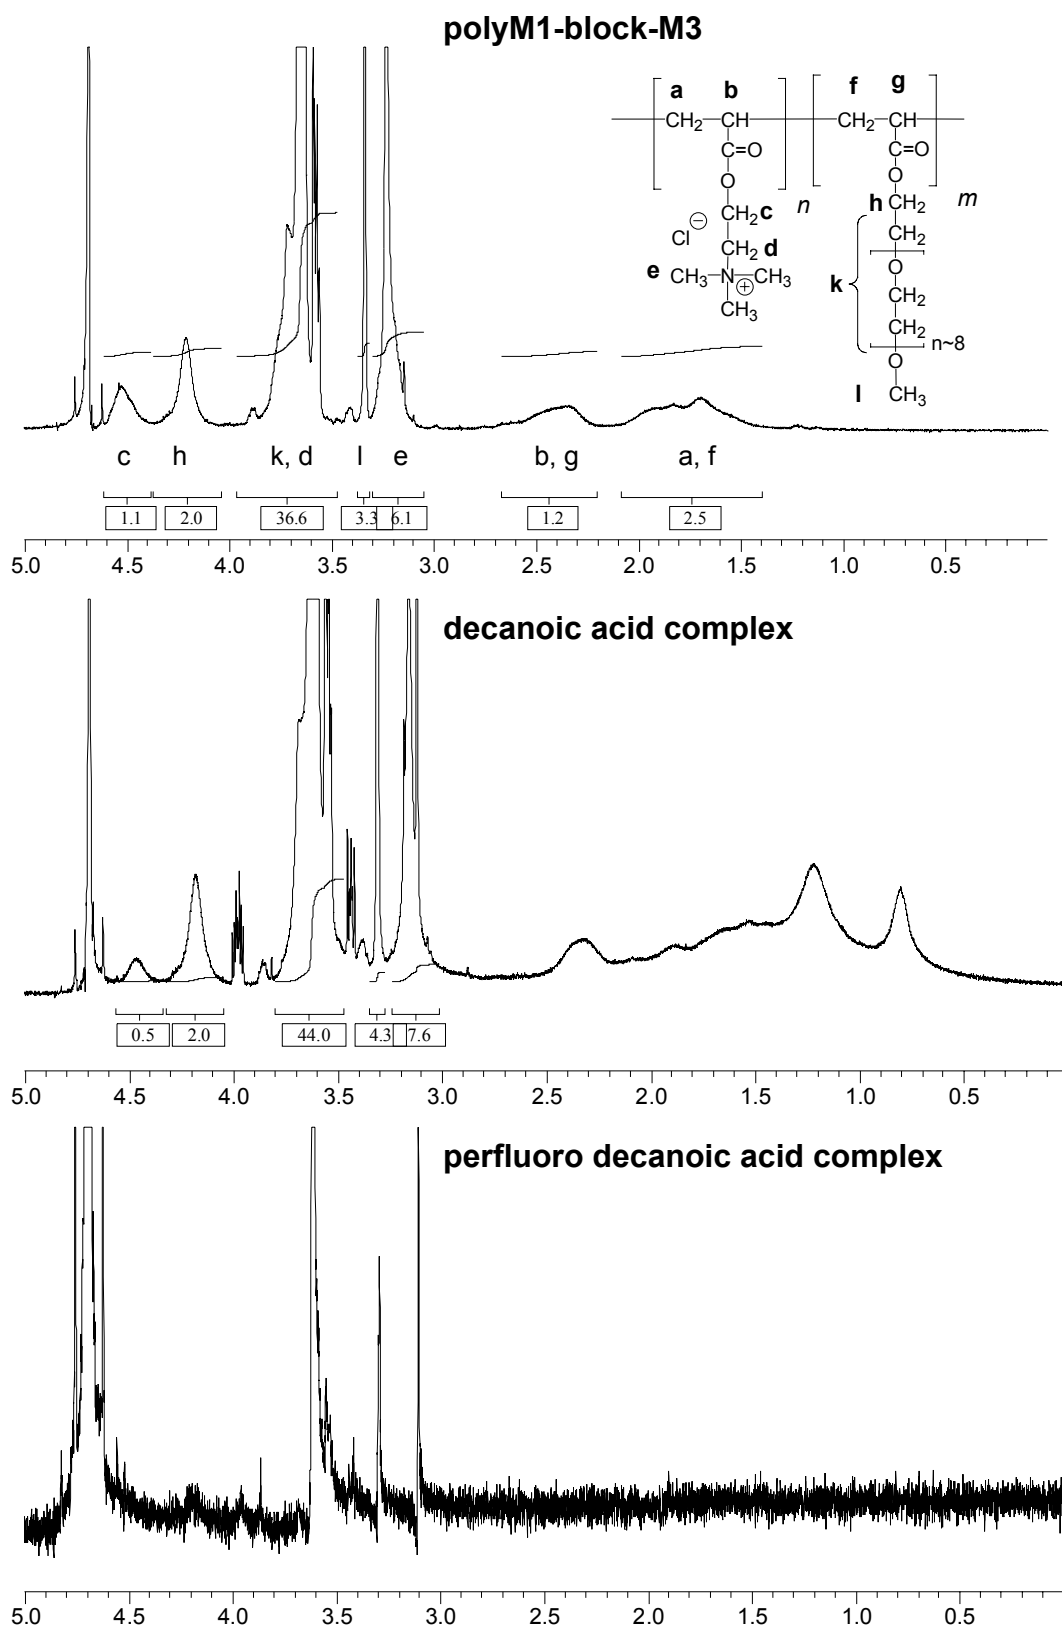 polyM1-block-M3
a b f g
CH2 CH CH2 CH
C=O C=O
O O
CH2 c n h CH2 m
Cl ⊖ CH2 d CH2
e CH3 N ⊕ CH3 O
k CH2
CH3 CH2
O n~8
l CH3
c h k, d l e b, g a, f
1.1 2.0 36.6 3.3 6.1 1.2 2.5
5.0 4.5 4.0 3.5 3.0 2.5 2.0 1.5 1.0 0.5
decanoic acid complex
0.5 2.0 44.0 4.3 7.6
5.0 4.5 4.0 3.5 3.0 2.5 2.0 1.5 1.0 0.5
perfluoro decanoic acid complex
5.0 4.5 4.0 3.5 3.0 2.5 2.0 1.5 1.0 0.5